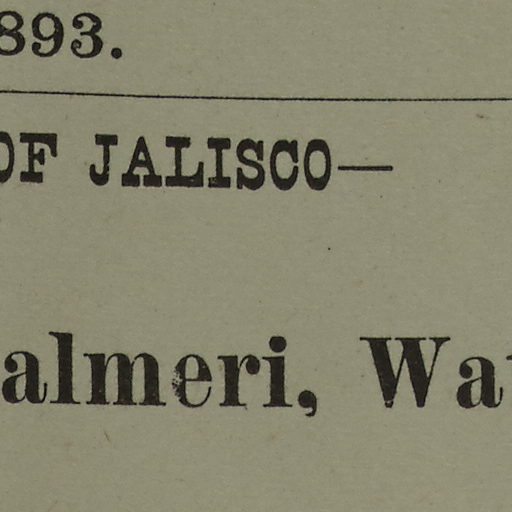 893.
OF JALISCO—
almeri, Wa